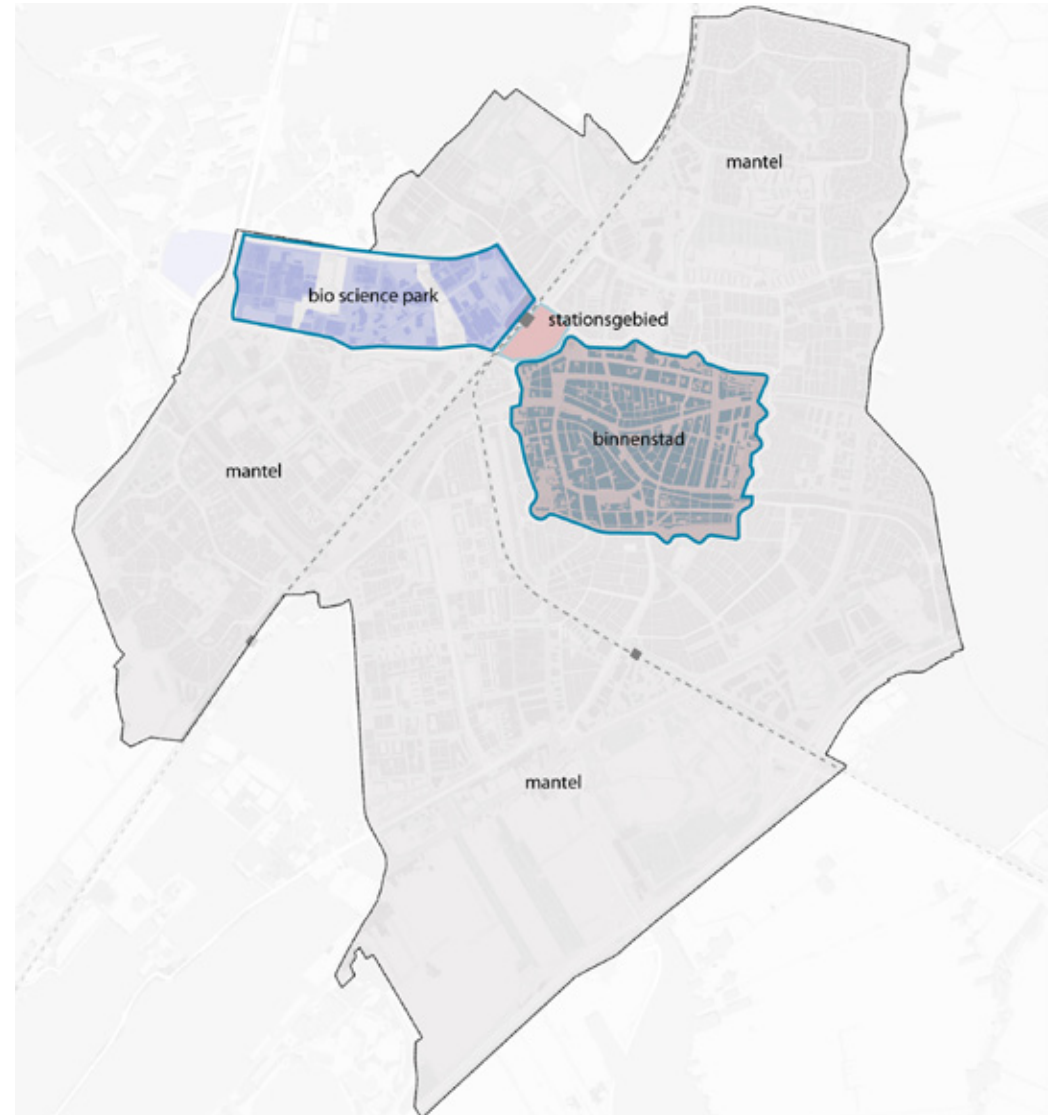 mantel
bio science park
stationsgebied
binnenstad
mantel
mantel